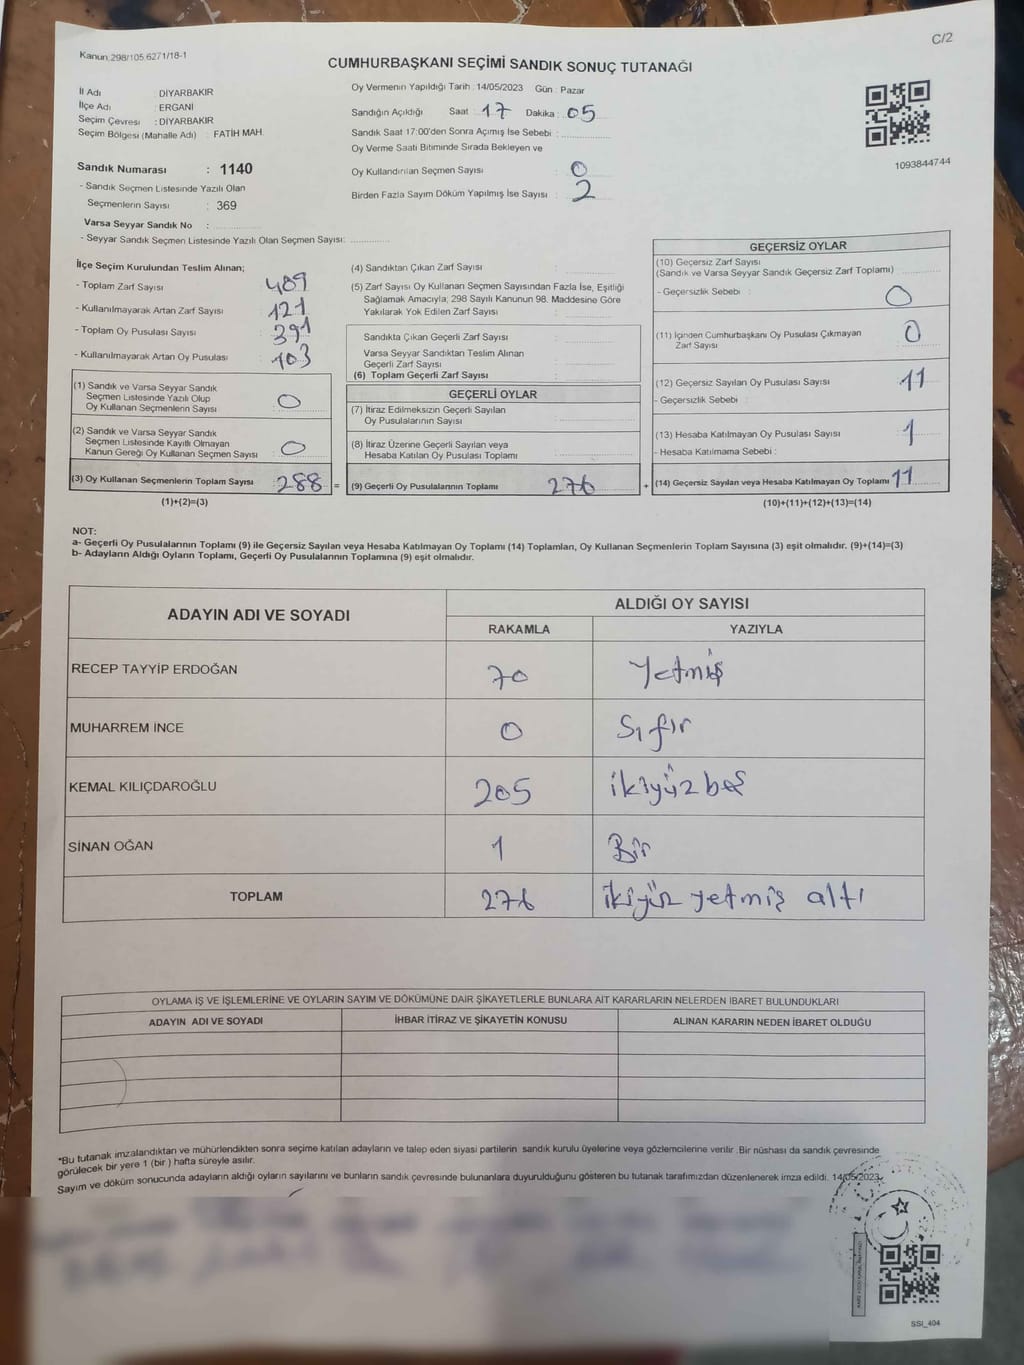 C/2
Kanun:298/105.6271/18-1
CUMHURBAŞKANI SEÇİMİ SANDIK SONUÇ TUTANAĞI
İl Adı : DİYARBAKIR
İlçe Adı : ERGANİ
Seçim Çevresi : DİYARBAKIR
Seçim Bölgesi (Mahalle Adı) : FATİH MAH.
Sandık Numarası : 1140
- Sandık Seçmen Listesinde Yazılı Olan
Seçmenlerin Sayısı : 369
Varsa Seyyar Sandık No :
- Seyyar Sandık Seçmen Listesinde Yazılı Olan Seçmen Sayısı:
Oy Vermenin Yapıldığı Tarih : 14/05/2023 Gün : Pazar
Sandığın Açıldığı Saat : 17 Dakika : 05
Sandık Saat 17:00'den Sonra Açımış İse Sebebi :
Oy Verme Saati Bitiminde Sırada Bekleyen ve
Oy Kullandırılan Seçmen Sayısı : 0
Birden Fazla Sayım Döküm Yapılmış İse Sayısı : 2
1093844744
İlçe Seçim Kurulundan Teslim Alınan;
- Toplam Zarf Sayısı : 409
- Kullanılmayarak Artan Zarf Sayısı : 121
- Toplam Oy Pusulası Sayısı : 391
- Kullanılmayarak Artan Oy Pusulası : 103
(1) Sandık ve Varsa Seyyar Sandık
Seçmen Listesinde Yazılı Olup
Oy Kullanan Seçmenlerin Sayısı : 0
(2) Sandık ve Varsa Seyyar Sandık
Seçmen Listesinde Kayıtlı Olmayan
Kanun Gereği Oy Kullanan Seçmen Sayısı : 0
(3) Oy Kullanan Seçmenlerin Toplam Sayısı : 288 =
(1)+(2)=(3)
(4) Sandıktan Çıkan Zarf Sayısı :
(5) Zarf Sayısı Oy Kullanan Seçmen Sayısından Fazla İse, Eşitliği
Sağlamak Amacıyla; 298 Sayılı Kanunun 98. Maddesine Göre
Yakılarak Yok Edilen Zarf Sayısı :
Sandıkta Çıkan Geçerli Zarf Sayısı :
Varsa Seyyar Sandıktan Teslim Alınan
Geçerli Zarf Sayısı :
(6) Toplam Geçerli Zarf Sayısı :
GEÇERLİ OYLAR
(7) İtiraz Edilmeksizin Geçerli Sayılan
Oy Pusulalarının Sayısı :
(8) İtiraz Üzerine Geçerli Sayılan veya
Hesaba Katılan Oy Pusulası Toplamı :
(9) Geçerli Oy Pusulalarının Toplamı 276 +
GEÇERSİZ OYLAR
(10) Geçersiz Zarf Sayısı
(Sandık ve Varsa Seyyar Sandık Geçersiz Zarf Toplamı)
- Geçersizlik Sebebi : 0
(11) İçinden Cumhurbaşkanı Oy Pusulası Çıkmayan
Zarf Sayısı : 0
(12) Geçersiz Sayılan Oy Pusulası Sayısı : 11
- Geçersizlik Sebebi :
(13) Hesaba Katılmayan Oy Pusulası Sayısı : 1
- Hesaba Katılmama Sebebi :
(14) Geçersiz Sayılan veya Hesaba Katılmayan Oy Toplamı : 11
(10)+(11)+(12)+(13)=(14)
NOT:
a- Geçerli Oy Pusulalarının Toplamı (9) ile Geçersiz Sayılan veya Hesaba Katılmayan Oy Toplamı (14) Toplamları, Oy Kullanan Seçmenlerin Toplam Sayısına (3) eşit olmalıdır. (9)+(14)=(3)
b- Adayların Aldığı Oyların Toplamı, Geçerli Oy Pusulalarının Toplamına (9) eşit olmalıdır.
ADAYIN ADI VE SOYADI
ALDIĞI OY SAYISI
RAKAMLA YAZIYLA
RECEP TAYYİP ERDOĞAN 70 Yetmiş
MUHARREM İNCE 0 Sıfır
KEMAL KILIÇDAROĞLU 205 ikiyüz beş
SİNAN OĞAN 1 Bir
TOPLAM 276 ikiyüz yetmiş altı
OYLAMA İŞ VE İŞLEMLERİNE VE OYLARIN SAYIM VE DÖKÜMÜNE DAİR ŞİKAYETLERLE BUNLARA AİT KARARLARIN NELERDEN İBARET BULUNDUKLARI
ADAYIN ADI VE SOYADI İHBAR İTİRAZ VE ŞİKAYETİN KONUSU ALINAN KARARIN NEDEN İBARET OLDUĞU
*Bu tutanak imzalandıktan ve mühürlendikten sonra seçime katılan adayların ve talep eden siyasi partilerin sandık kurulu üyelerine veya gözlemcilerine verilir .Bir nüshası da sandık çevresinde
görülecek bir yere 1 (bir ) hafta süreyle asılır.
Sayım ve döküm sonucunda adayların aldığı oyların sayılarını ve bunların sandık çevresinde bulunanlara duyurulduğunu gösteren bu tutanak tarafımızdan düzenlenerek imza edildi. 14/05/2023
SSI_404